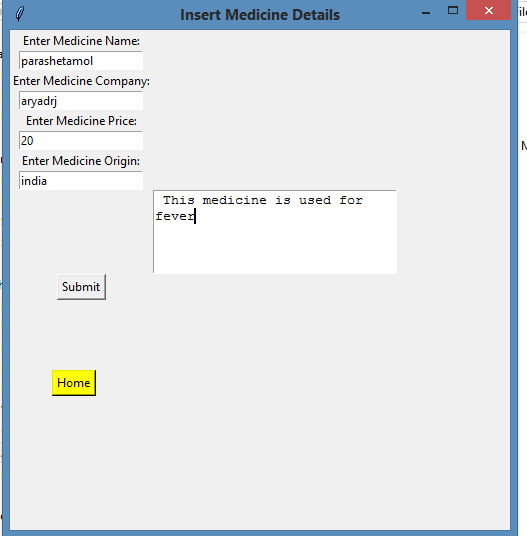 Insert Medicine Details
Enter Medicine Name:
parashetamol
Enter Medicine Company:
aryadrj
Enter Medicine Price:
20
Enter Medicine Origin:
india
This medicine is used for
fever
Submit
Home